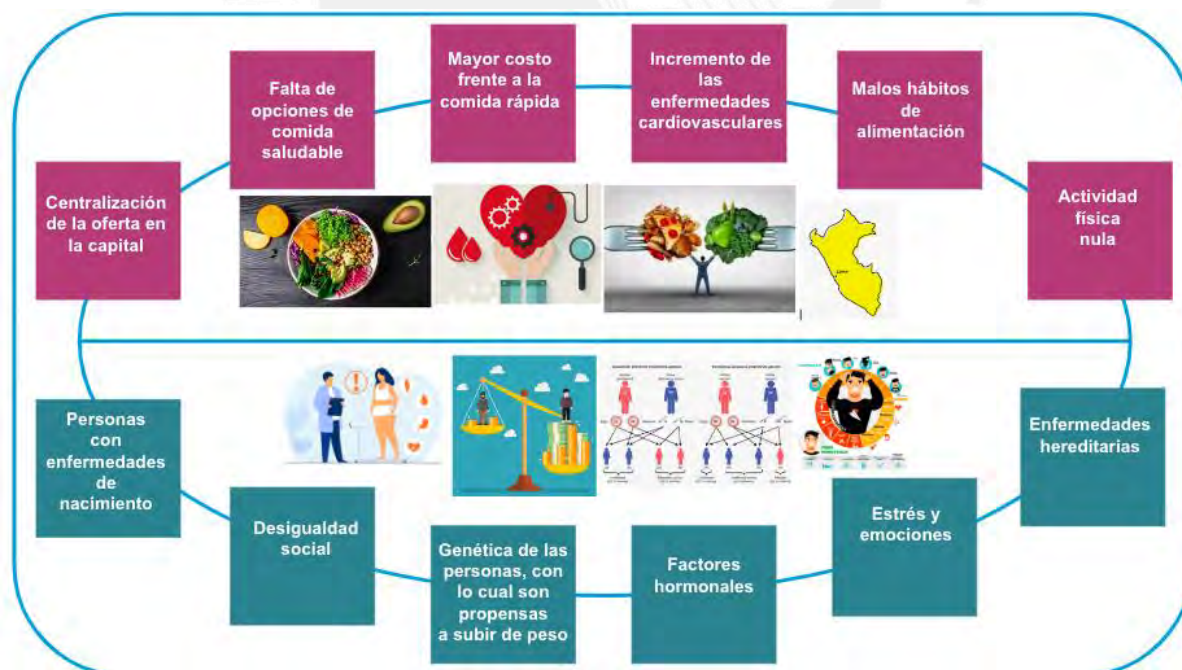 Centralización
de la oferta en
la capital
Falta de
opciones de
comida
saludable
Mayor costo
frente a la
comida rápida
Incremento de
las
enfermedades
cardiovasculares
Malos hábitos
de
alimentación
Actividad
física
nula
Personas
con
enfermedades
de
nacimiento
Desigualdad
social
Genética de las
personas, con
lo cual son
propensas
a subir de peso
Factores
hormonales
Estrés y
emociones
Enfermedades
hereditarias